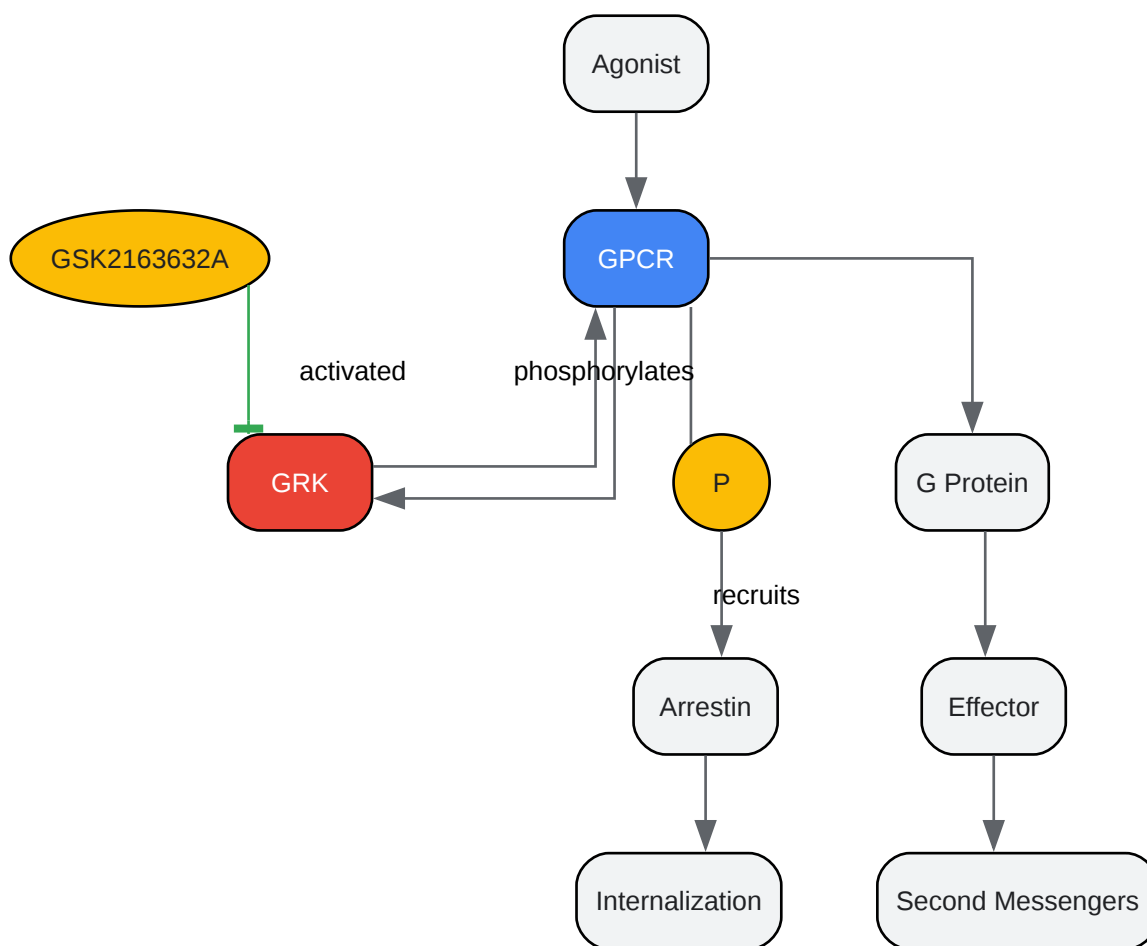 Agonist
GSK2163632A
GPCR
activated
phosphorylates
GRK
P
G Protein
recruits
Arrestin
Effector
Internalization
Second Messengers